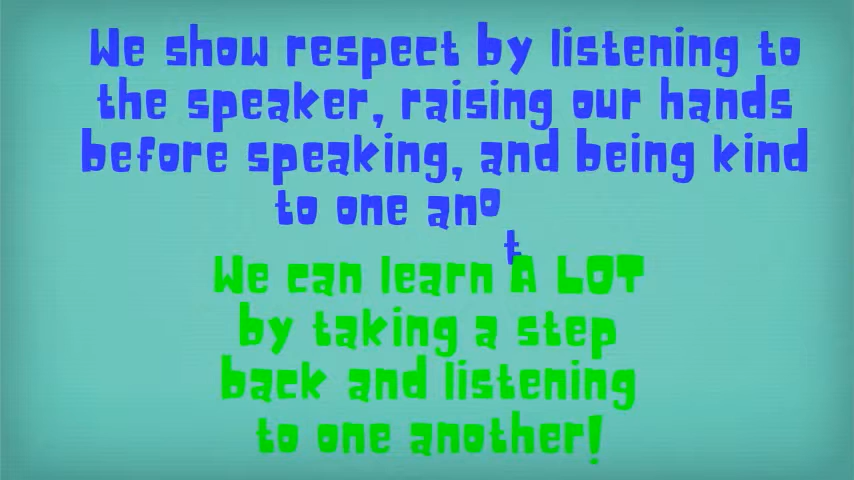 We show respect by listening to
the speaker, raising our hands
before speaking, and being kind
to one anot
We can learn A LOT
by taking a step
back and listening
to one another!